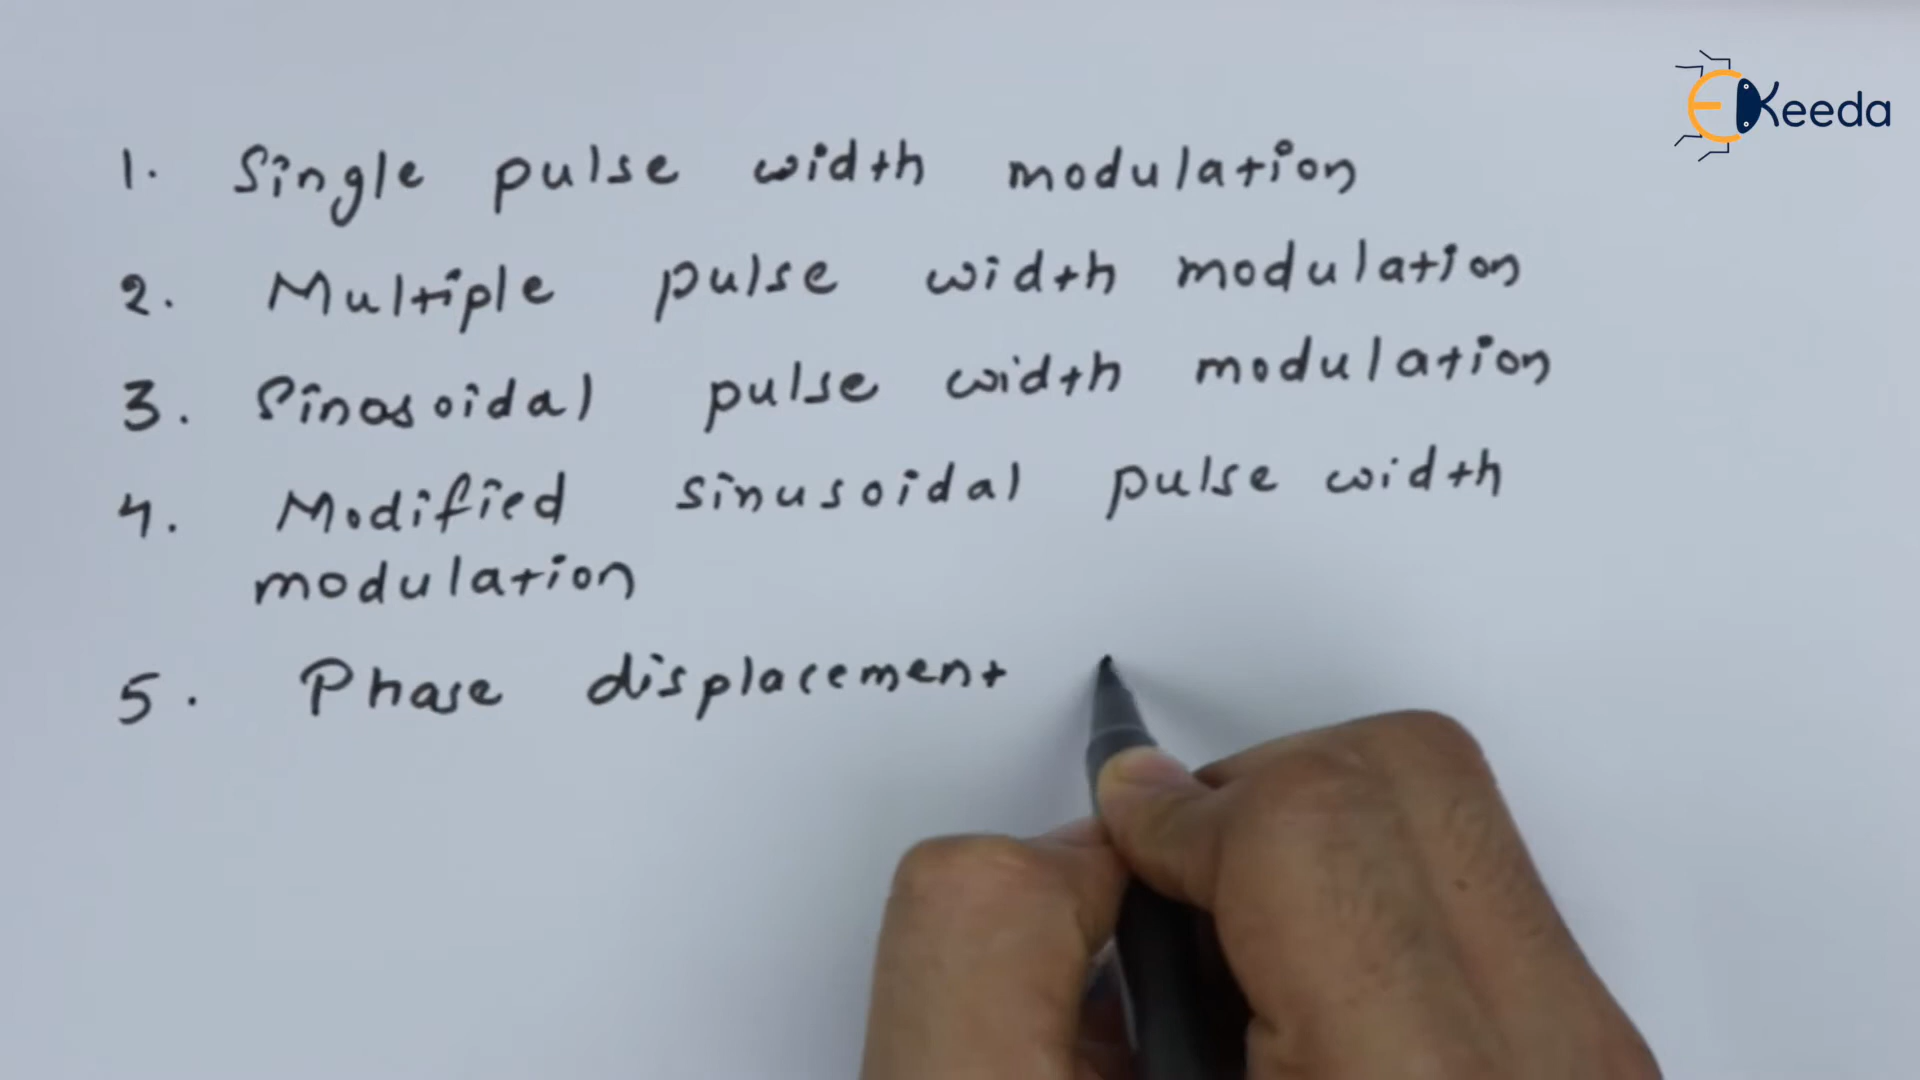 EKeeda
1. Single pulse width modulation
2. Multiple pulse width modulation
3. Sinosoidal pulse width modulation
4. Modified sinusoidal pulse width
modulation
5. Phase displacement